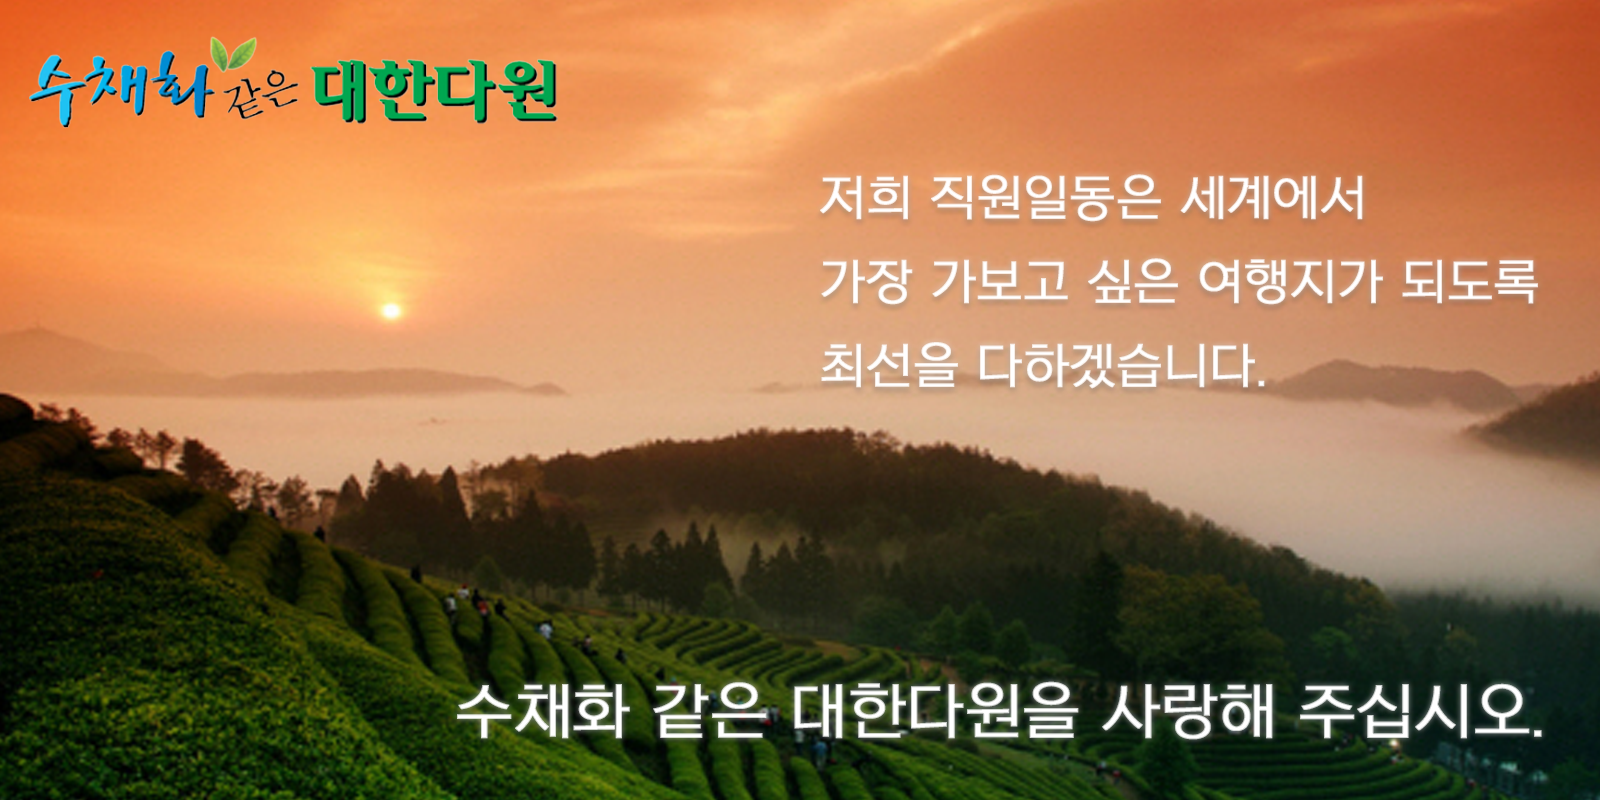 수채화 같은 대한다원
저희 직원일동은 세계에서
가장 가보고 싶은 여행지가 되도록
최선을 다하겠습니다.
수채화 같은 대한다원을 사랑해 주십시오.